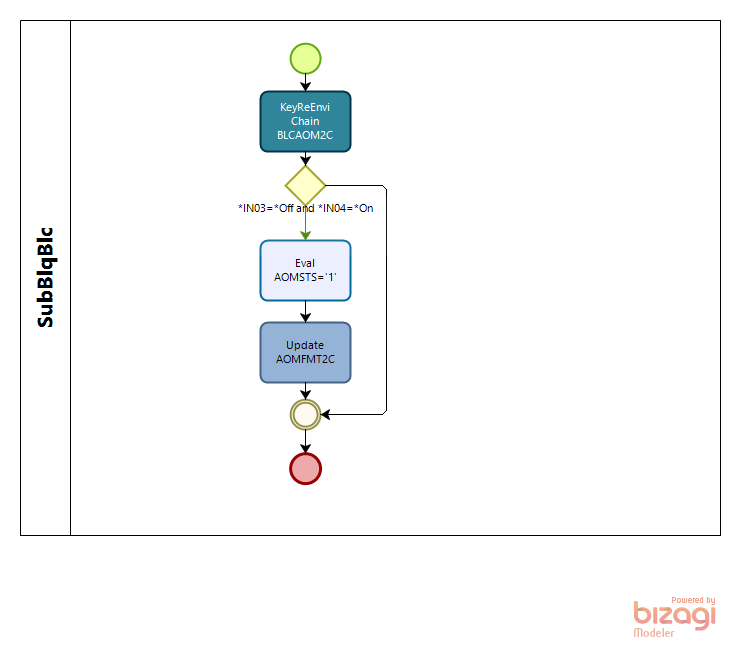 SubBlqBlc
KeyReEnvi
Chain
BLCAOM2C
*IN03=*Off and *IN04=*On
Eval
AOMSTS='1'
Update
AOMFMT2C
Powered by
bizagi
Modeler